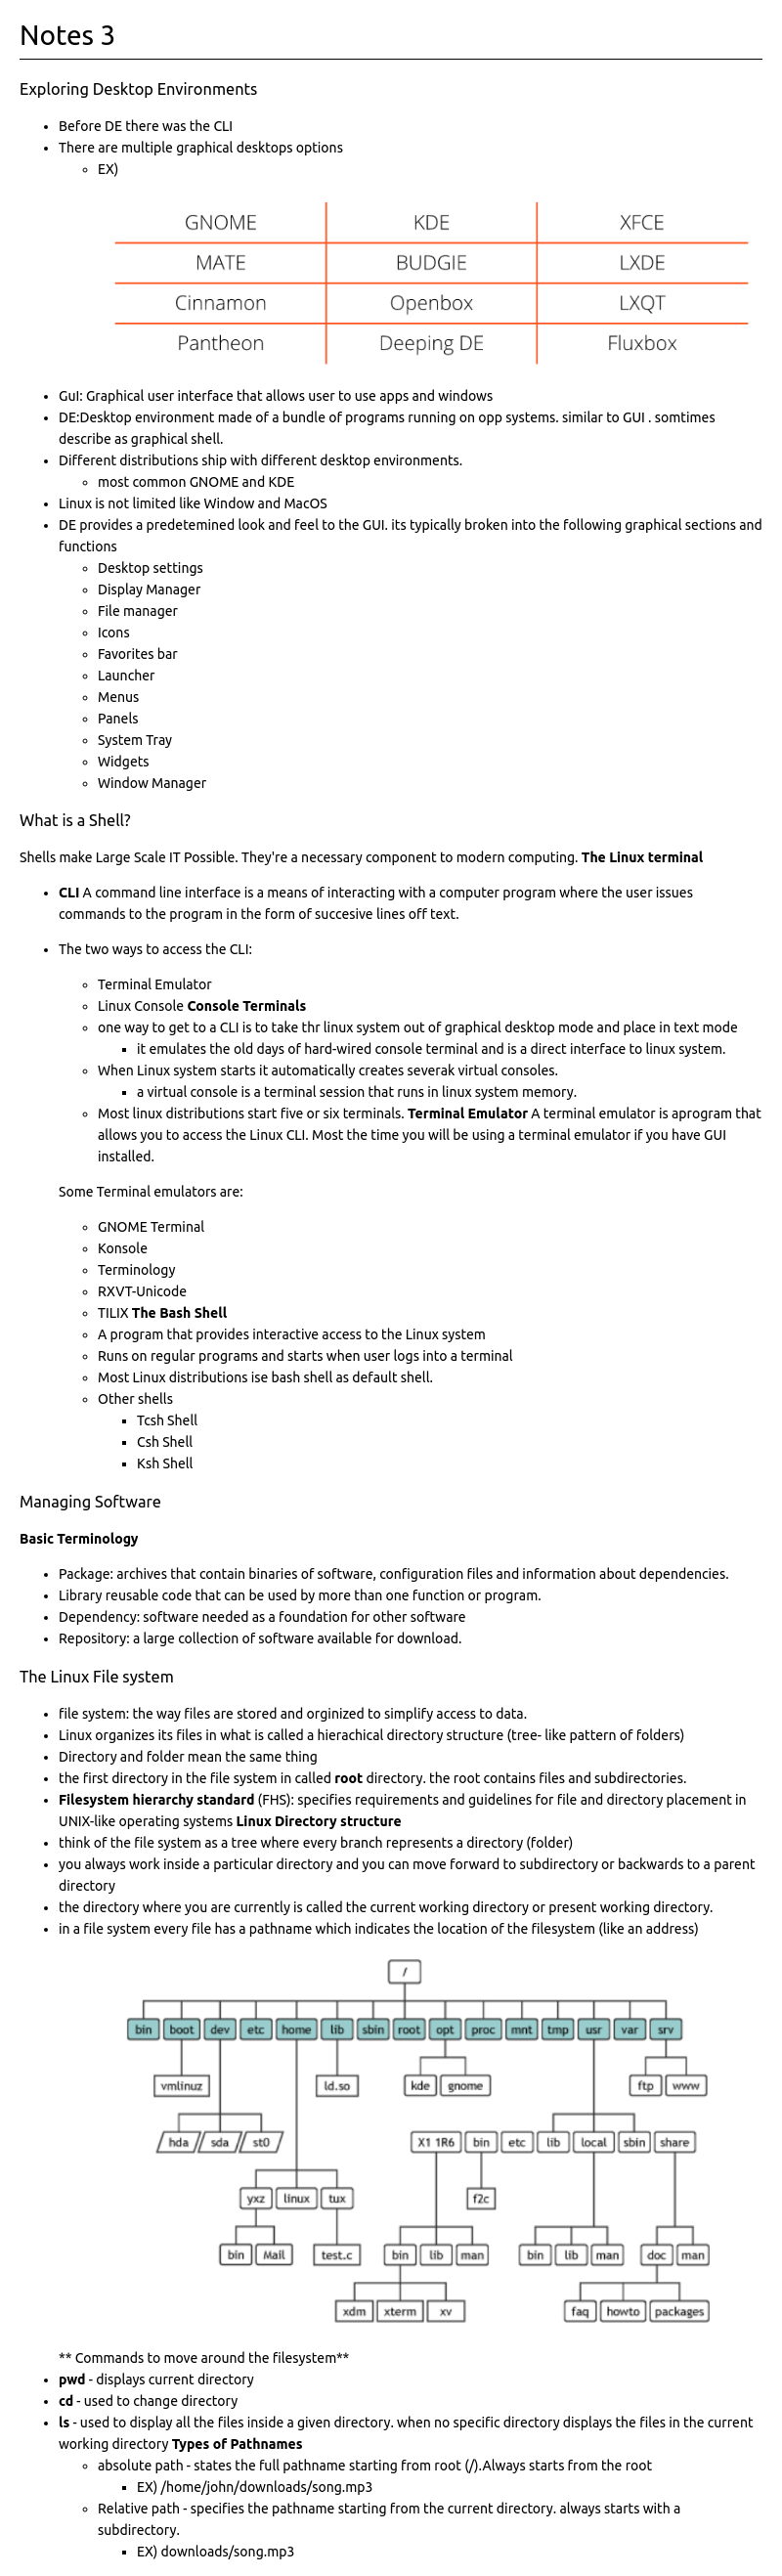 Notes 3
Exploring Desktop Environments
Before DE there was the CLI
There are multiple graphical desktops options
EX)
GNOME KDE XFCE
MATE BUDGIE LXDE
Cinnamon Openbox LXQT
Pantheon Deeping DE Fluxbox
GuI: Graphical user interface that allows user to use apps and windows
DE:Desktop environment made of a bundle of programs running on opp systems. similar to GUI . somtimes
describe as graphical shell.
Different distributions ship with different desktop environments.
most common GNOME and KDE
Linux is not limited like Window and MacOS
DE provides a predetemined look and feel to the GUI. its typically broken into the following graphical sections and
functions
Desktop settings
Display Manager
File manager
Icons
Favorites bar
Launcher
Menus
Panels
System Tray
Widgets
Window Manager
What is a Shell?
Shells make Large Scale IT Possible. They're a necessary component to modern computing. The Linux terminal
CLI A command line interface is a means of interacting with a computer program where the user issues
commands to the program in the form of succesive lines off text.
The two ways to access the CLI:
Terminal Emulator
Linux Console Console Terminals
one way to get to a CLI is to take thr linux system out of graphical desktop mode and place in text mode
it emulates the old days of hard-wired console terminal and is a direct interface to linux system.
When Linux system starts it automatically creates severak virtual consoles.
a virtual console is a terminal session that runs in linux system memory.
Most linux distributions start five or six terminals. Terminal Emulator A terminal emulator is aprogram that
allows you to access the Linux CLI. Most the time you will be using a terminal emulator if you have GUI
installed.
Some Terminal emulators are:
GNOME Terminal
Konsole
Terminology
RXVT-Unicode
TILIX The Bash Shell
A program that provides interactive access to the Linux system
Runs on regular programs and starts when user logs into a terminal
Most Linux distributions ise bash shell as default shell.
Other shells
Tcsh Shell
Csh Shell
Ksh Shell
Managing Software
Basic Terminology
Package: archives that contain binaries of software, configuration files and information about dependencies.
Library reusable code that can be used by more than one function or program.
Dependency: software needed as a foundation for other software
Repository: a large collection of software available for download.
The Linux File system
file system: the way files are stored and orginized to simplify access to data.
Linux organizes its files in what is called a hierachical directory structure (tree- like pattern of folders)
Directory and folder mean the same thing
the first directory in the file system in called root directory. the root contains files and subdirectories.
Filesystem hierarchy standard (FHS): specifies requirements and guidelines for file and directory placement in
UNIX-like operating systems Linux Directory structure
think of the file system as a tree where every branch represents a directory (folder)
you always work inside a particular directory and you can move forward to subdirectory or backwards to a parent
directory
the directory where you are currently is called the current working directory or present working directory.
in a file system every file has a pathname which indicates the location of the filesystem (like an address)
/
bin boot dev etc home lib sbin root opt proc mnt tmp usr var srv
vmlinuz ld.so kde gnome ftp www
hda sda st0 X1 1R6 bin etc lib local sbin share
yxz linux tux f2c
bin Mail test.c bin lib man bin lib man doc man
xdm xterm xv faq howto packages
** Commands to move around the filesystem**
pwd - displays current directory
cd - used to change directory
ls - used to display all the files inside a given directory. when no specific directory displays the files in the current
working directory Types of Pathnames
absolute path - states the full pathname starting from root (/).Always starts from the root
EX) /home/john/downloads/song.mp3
Relative path - specifies the pathname starting from the current directory. always starts with a
subdirectory.
EX) downloads/song.mp3